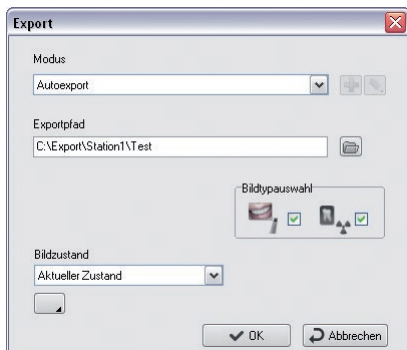 Export
Modus
Autoexport
Exportpfad
C:\Export\Station1\Test
Bildtypauswahl
Bildzustand
Aktueller Zustand
OK
Abbrechen